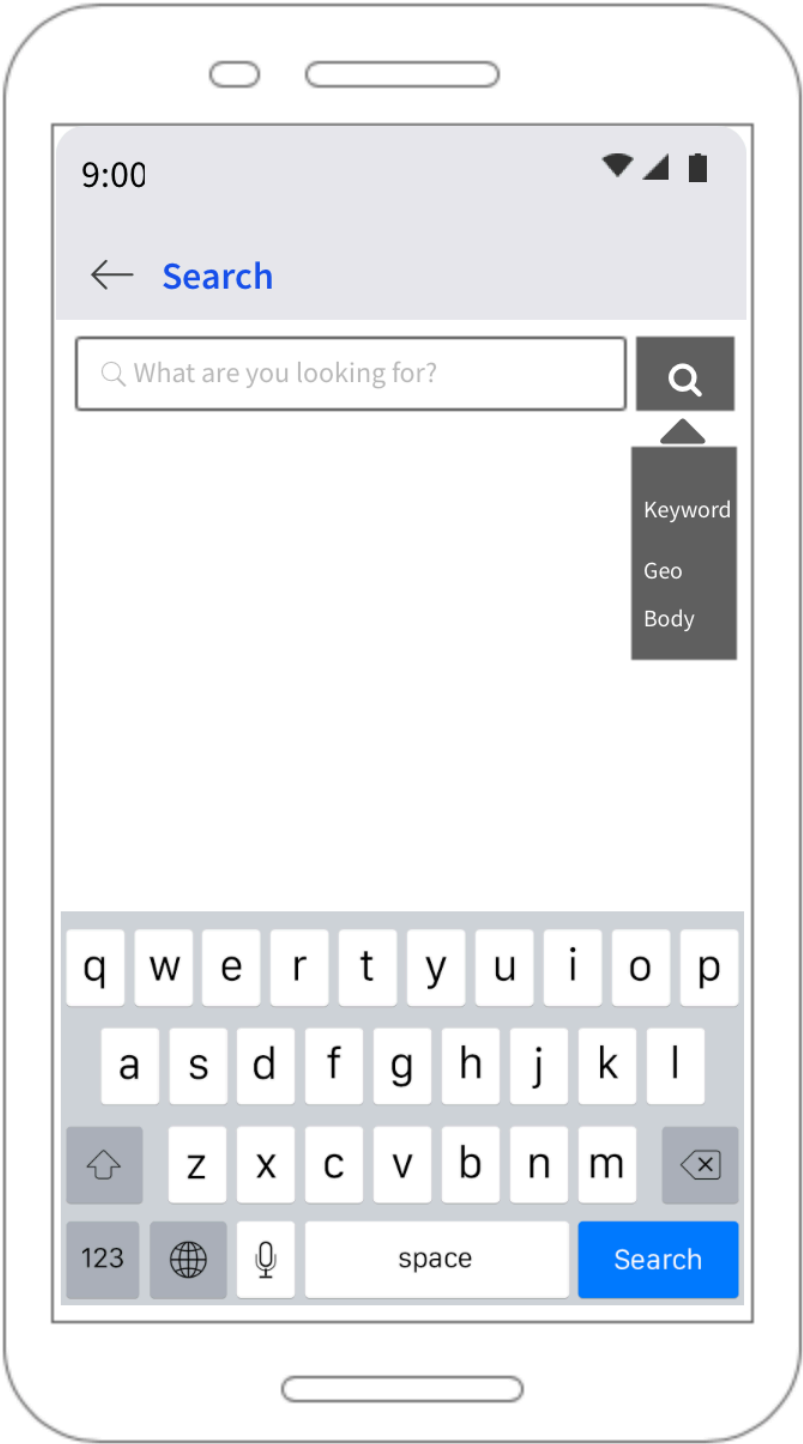 9:00
Search
What are you looking for?
Keyword
Geo
Body
q w e r t y u i o p
a s d f g h j k l
z x c v b n m
123 space Search